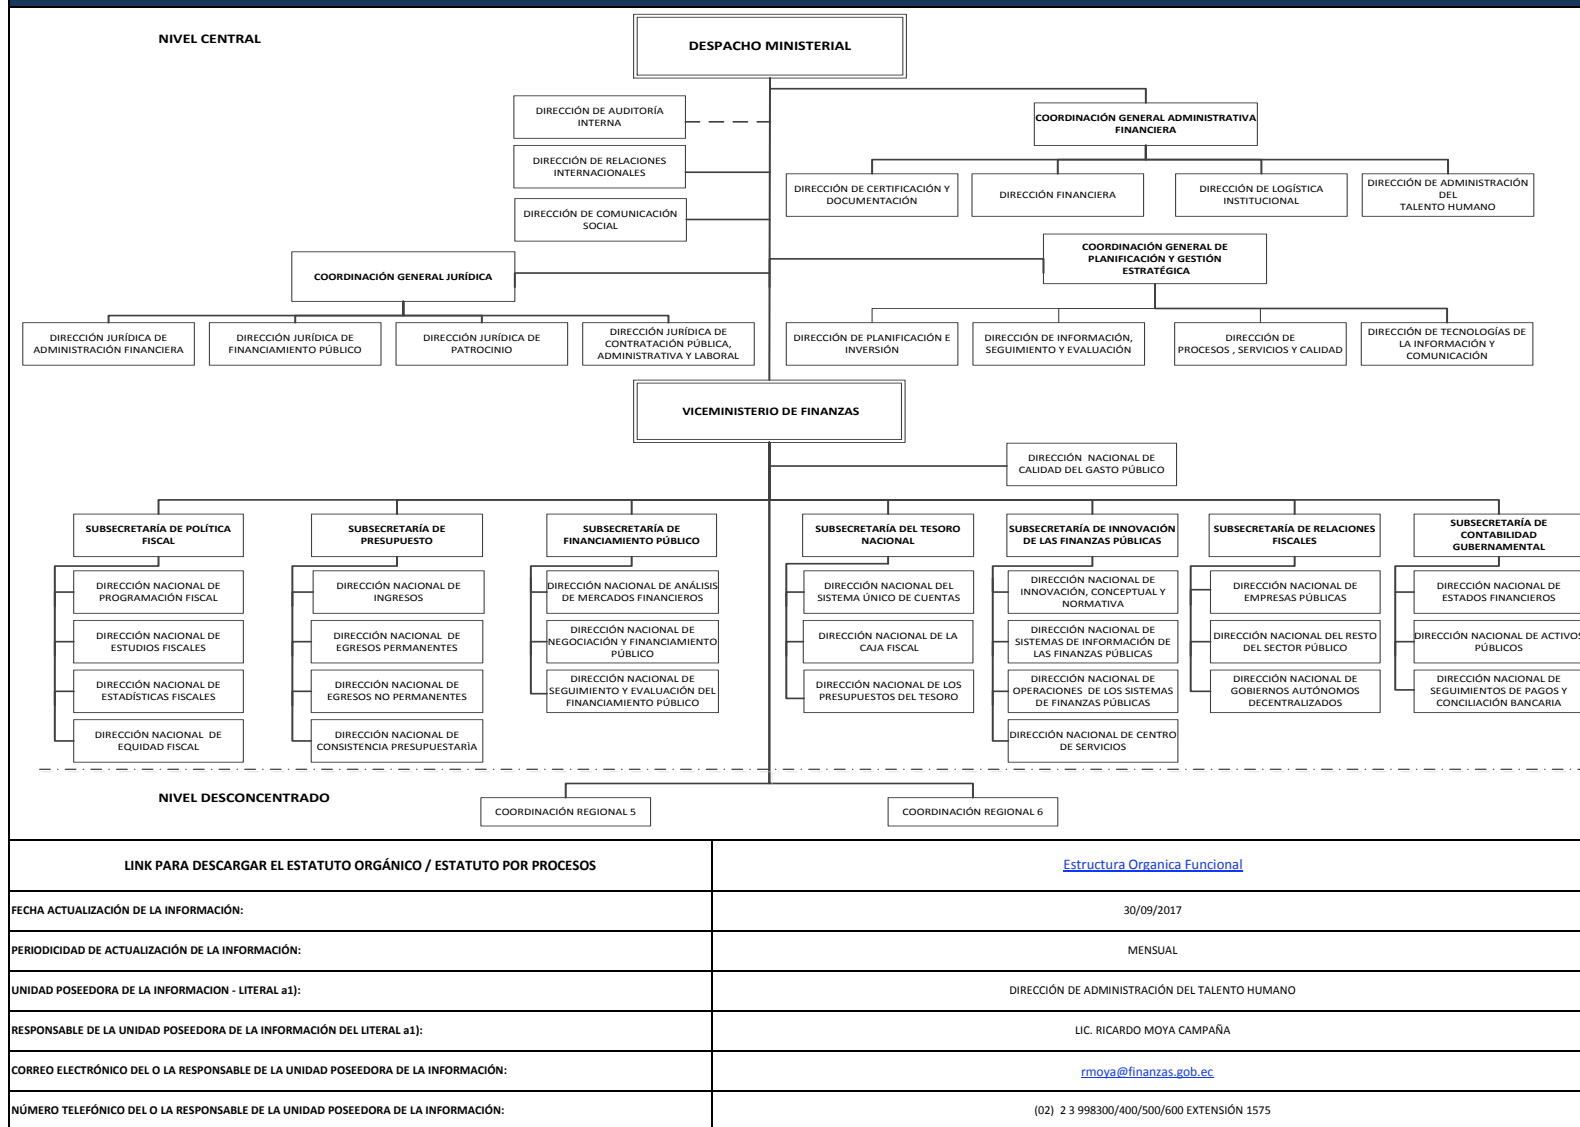 NIVEL CENTRAL
DESPACHO MINISTERIAL
DIRECCIÓN DE AUDITORÍA
INTERNA
COORDINACIÓN GENERAL ADMINISTRATIVA
FINANCIERA
DIRECCIÓN DE RELACIONES
INTERNACIONALES
DIRECCIÓN DE CERTIFICACIÓN Y
DOCUMENTACIÓN
DIRECCIÓN FINANCIERA
DIRECCIÓN DE LOGÍSTICA
INSTITUCIONAL
DIRECCIÓN DE ADMINISTRACIÓN
DEL
TALENTO HUMANO
DIRECCIÓN DE COMUNICACIÓN
SOCIAL
COORDINACIÓN GENERAL JURÍDICA
COORDINACIÓN GENERAL DE
PLANIFICACIÓN Y GESTIÓN
ESTRATÉGICA
DIRECCIÓN JURÍDICA DE
ADMINISTRACIÓN FINANCIERA
DIRECCIÓN JURÍDICA DE
FINANCIAMIENTO PÚBLICO
DIRECCIÓN JURÍDICA DE
PATROCINIO
DIRECCIÓN JURÍDICA DE
CONTRATACIÓN PÚBLICA,
ADMINISTRATIVA Y LABORAL
DIRECCIÓN DE PLANIFICACIÓN E
INVERSIÓN
DIRECCIÓN DE INFORMACIÓN,
SEGUIMIENTO Y EVALUACIÓN
DIRECCIÓN DE
PROCESOS , SERVICIOS Y CALIDAD
DIRECCIÓN DE TECNOLOGÍAS DE
LA INFORMACIÓN Y
COMUNICACIÓN
VICEMINISTERIO DE FINANZAS
DIRECCIÓN NACIONAL DE
CALIDAD DEL GASTO PÚBLICO
SUBSECRETARÍA DE POLÍTICA
FISCAL
SUBSECRETARÍA DE
PRESUPUESTO
SUBSECRETARÍA DE
FINANCIAMIENTO PÚBLICO
SUBSECRETARÍA DEL TESORO
NACIONAL
SUBSECRETARÍA DE INNOVACIÓN
DE LAS FINANZAS PÚBLICAS
SUBSECRETARÍA DE RELACIONES
FISCALES
SUBSECRETARÍA DE
CONTABILIDAD
GUBERNAMENTAL
DIRECCIÓN NACIONAL DE
PROGRAMACIÓN FISCAL
DIRECCIÓN NACIONAL DE
INGRESOS
DIRECCIÓN NACIONAL DE ANÁLISIS
DE MERCADOS FINANCIEROS
DIRECCIÓN NACIONAL DEL
SISTEMA ÚNICO DE CUENTAS
DIRECCIÓN NACIONAL DE
INNOVACIÓN, CONCEPTUAL Y
NORMATIVA
DIRECCIÓN NACIONAL DE
EMPRESAS PÚBLICAS
DIRECCIÓN NACIONAL DE
ESTADOS FINANCIEROS
DIRECCIÓN NACIONAL DE
ESTUDIOS FISCALES
DIRECCIÓN NACIONAL DE
EGRESOS PERMANENTES
DIRECCIÓN NACIONAL DE
NEGOCIACIÓN Y FINANCIAMIENTO
PÚBLICO
DIRECCIÓN NACIONAL DE LA
CAJA FISCAL
DIRECCIÓN NACIONAL DE
SISTEMAS DE INFORMACIÓN DE
LAS FINANZAS PÚBLICAS
DIRECCIÓN NACIONAL DEL RESTO
DEL SECTOR PÚBLICO
DIRECCIÓN NACIONAL DE ACTIVOS
PÚBLICOS
DIRECCIÓN NACIONAL DE
ESTADÍSTICAS FISCALES
DIRECCIÓN NACIONAL DE
EGRESOS NO PERMANENTES
DIRECCIÓN NACIONAL DE
SEGUIMIENTO Y EVALUACIÓN DEL
FINANCIAMIENTO PÚBLICO
DIRECCIÓN NACIONAL DE LOS
PRESUPUESTOS DEL TESORO
DIRECCIÓN NACIONAL DE
OPERACIONES DE LOS SISTEMAS
DE FINANZAS PÚBLICAS
DIRECCIÓN NACIONAL DE
GOBIERNOS AUTÓNOMOS
DECENTRALIZADOS
DIRECCIÓN NACIONAL DE
SEGUIMIENTOS DE PAGOS Y
CONCILIACIÓN BANCARIA
DIRECCIÓN NACIONAL DE
EQUIDAD FISCAL
DIRECCIÓN NACIONAL DE
CONSISTENCIA PRESUPUESTARÌA
DIRECCIÓN NACIONAL DE CENTRO
DE SERVICIOS
NIVEL DESCONCENTRADO
COORDINACIÓN REGIONAL 5
COORDINACIÓN REGIONAL 6
LINK PARA DESCARGAR EL ESTATUTO ORGÁNICO / ESTATUTO POR PROCESOS
Estructura Organica Funcional
FECHA ACTUALIZACIÓN DE LA INFORMACIÓN:
30/09/2017
PERIODICIDAD DE ACTUALIZACIÓN DE LA INFORMACIÓN:
MENSUAL
UNIDAD POSEEDORA DE LA INFORMACION - LITERAL a1):
DIRECCIÓN DE ADMINISTRACIÓN DEL TALENTO HUMANO
RESPONSABLE DE LA UNIDAD POSEEDORA DE LA INFORMACIÓN DEL LITERAL a1):
LIC. RICARDO MOYA CAMPAÑA
CORREO ELECTRÓNICO DEL O LA RESPONSABLE DE LA UNIDAD POSEEDORA DE LA INFORMACIÓN:
rmoya@finanzas.gob.ec
NÚMERO TELEFÓNICO DEL O LA RESPONSABLE DE LA UNIDAD POSEEDORA DE LA INFORMACIÓN:
(02) 2 3 998300/400/500/600 EXTENSIÓN 1575